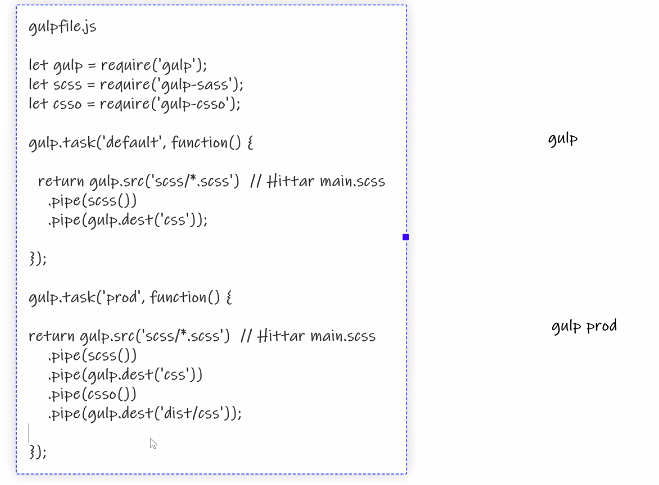 gulpfile.js
let gulp = require('gulp');
let scss = require('gulp-sass');
let csso = require('gulp-csso');
gulp.task('default', function() {
return gulp.src('scss/*.scss') // Hittar main.scss
.pipe(scss())
.pipe(gulp.dest('css'));
});
gulp.task('prod', function() {
return gulp.src('scss/*.scss') // Hittar main.scss
.pipe(scss())
.pipe(gulp.dest('css'))
.pipe(csso())
.pipe(gulp.dest('dist/css'));
});
gulp
gulp prod